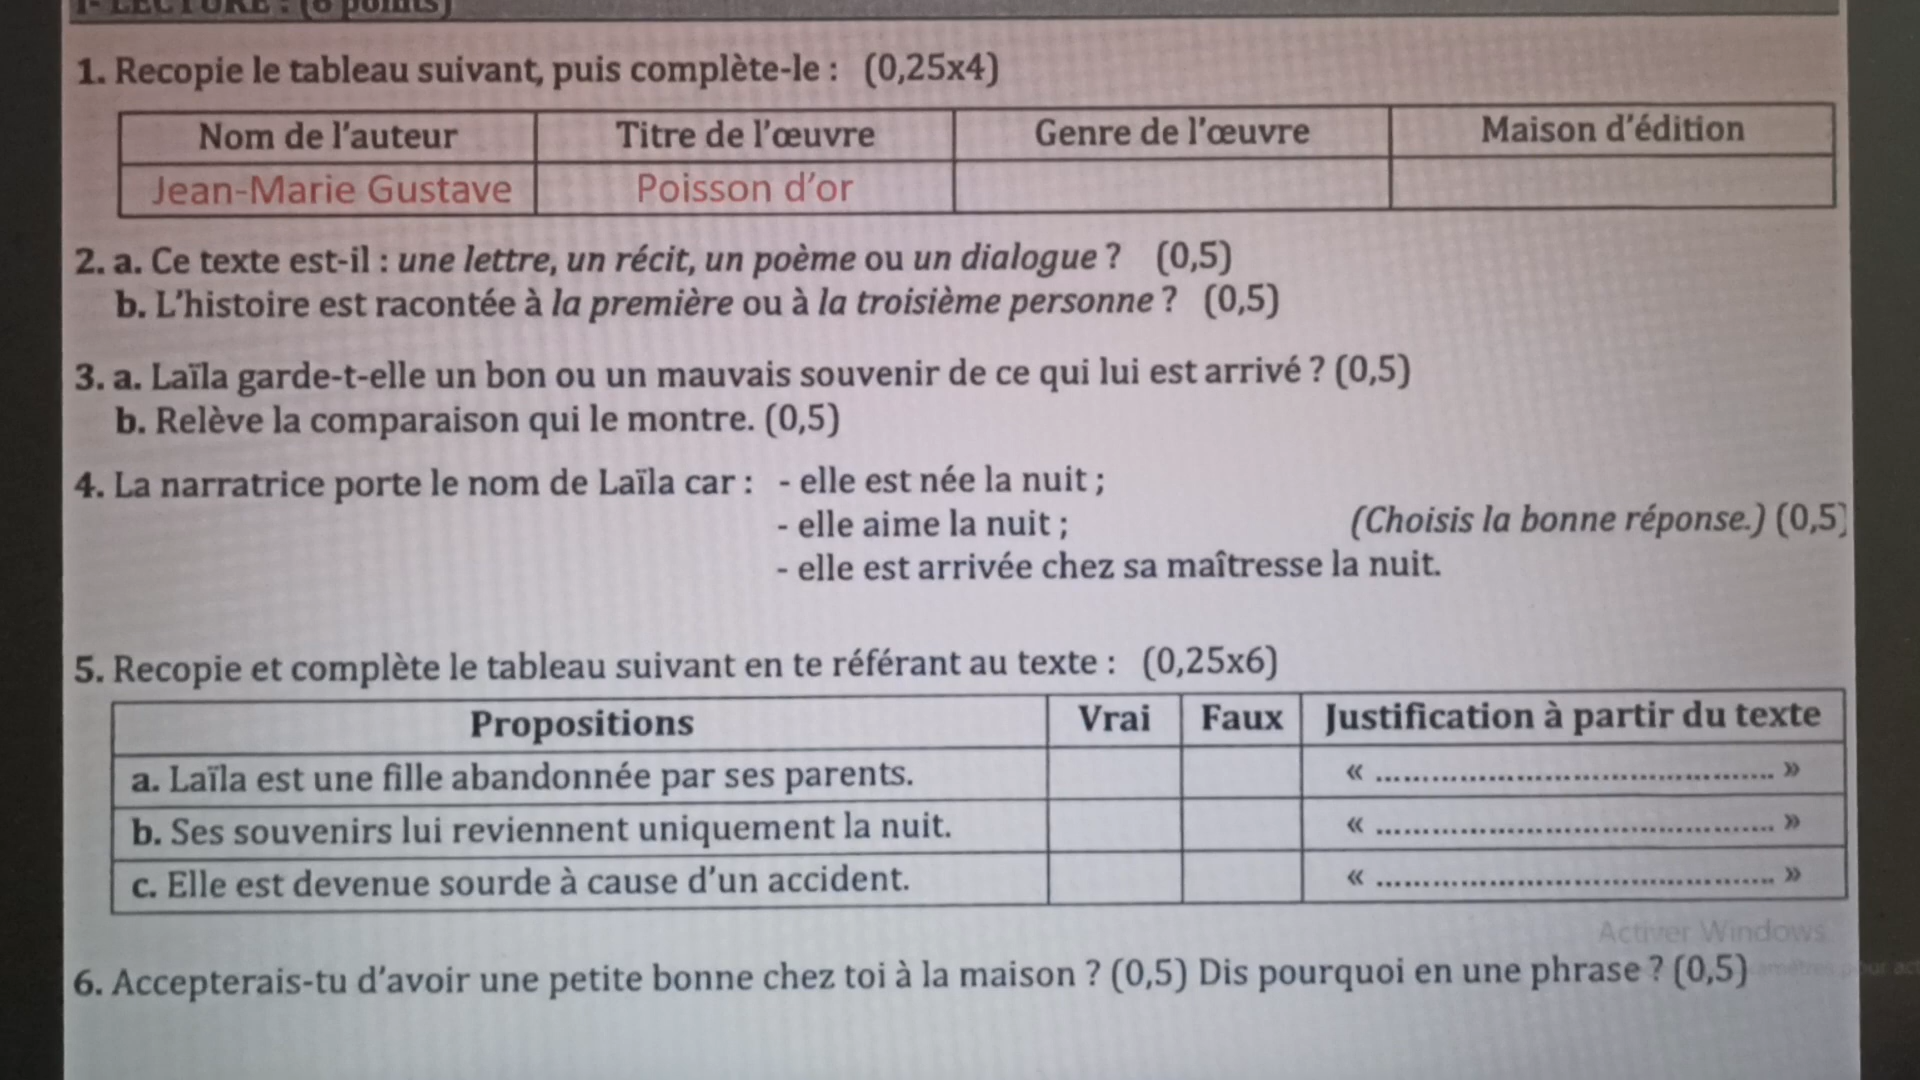 I- LECTURE : (6 points)
1. Recopie le tableau suivant, puis complète-le : (0,25x4)
Nom de l'auteur Titre de l'œuvre Genre de l'œuvre Maison d'édition
Jean-Marie Gustave Poisson d'or
2. a. Ce texte est-il : une lettre, un récit, un poème ou un dialogue ? (0,5)
b. L'histoire est racontée à la première ou à la troisième personne ? (0,5)
3. a. Laïla garde-t-elle un bon ou un mauvais souvenir de ce qui lui est arrivé ? (0,5)
b. Relève la comparaison qui le montre. (0,5)
4. La narratrice porte le nom de Laïla car : - elle est née la nuit ;
- elle aime la nuit ; (Choisis la bonne réponse.) (0,5)
- elle est arrivée chez sa maîtresse la nuit.
5. Recopie et complète le tableau suivant en te référant au texte : (0,25x6)
Propositions Vrai Faux Justification à partir du texte
a. Laïla est une fille abandonnée par ses parents. « ........................................... »
b. Ses souvenirs lui reviennent uniquement la nuit. « ........................................... »
c. Elle est devenue sourde à cause d'un accident. « ........................................... »
Activer Windows
6. Accepterais-tu d'avoir une petite bonne chez toi à la maison ? (0,5) Dis pourquoi en une phrase ? (0,5)